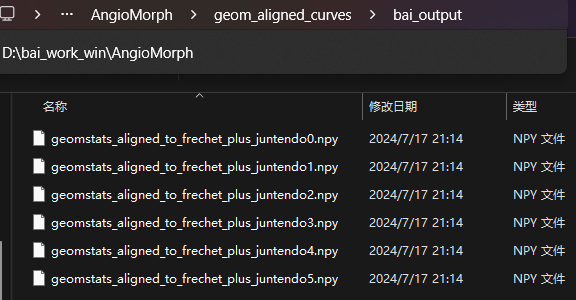 AngioMorph > geom_aligned_curves > bai_output
D:\bai_work_win\AngioMorph
名称 修改日期 类型
geomstats_aligned_to_frechet_plus_juntendo0.npy 2024/7/17 21:14 NPY 文件
geomstats_aligned_to_frechet_plus_juntendo1.npy 2024/7/17 21:14 NPY 文件
geomstats_aligned_to_frechet_plus_juntendo2.npy 2024/7/17 21:14 NPY 文件
geomstats_aligned_to_frechet_plus_juntendo3.npy 2024/7/17 21:14 NPY 文件
geomstats_aligned_to_frechet_plus_juntendo4.npy 2024/7/17 21:14 NPY 文件
geomstats_aligned_to_frechet_plus_juntendo5.npy 2024/7/17 21:14 NPY 文件